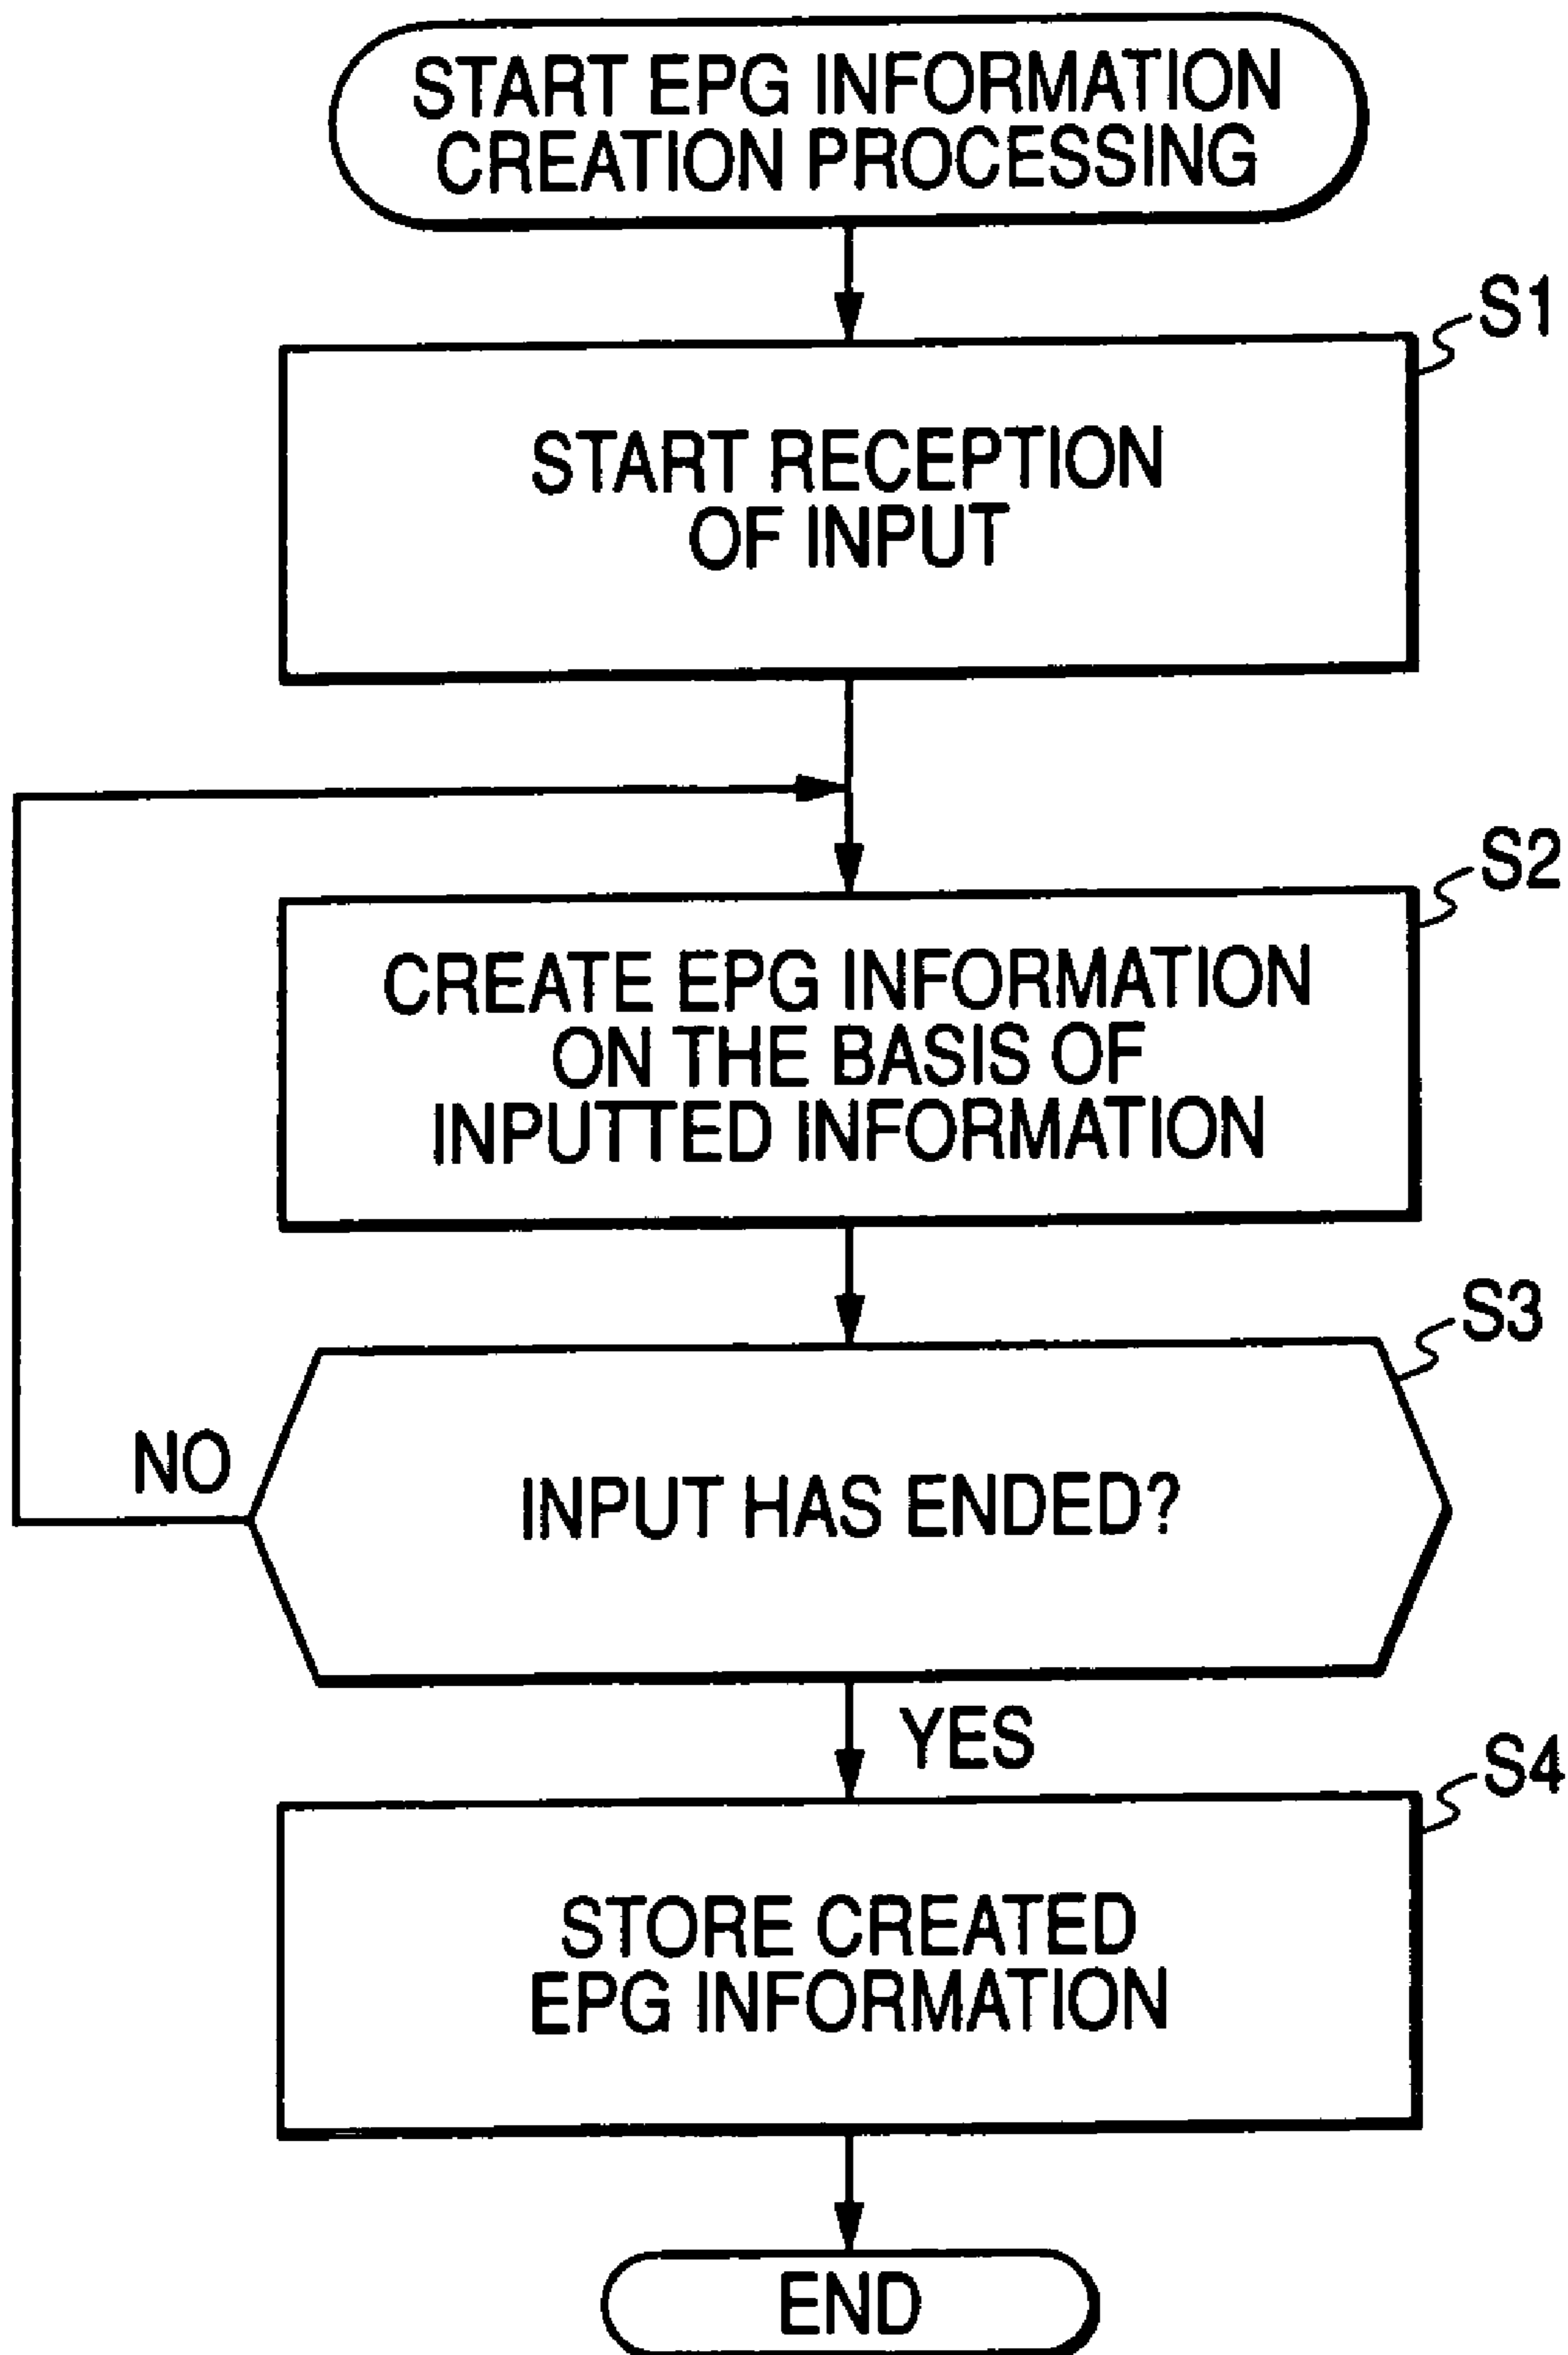 START EPG INFORMATION
CREATION PROCESSING
S1
START RECEPTION
OF INPUT
S2
CREATE EPG INFORMATION
ON THE BASIS OF
INPUTTED INFORMATION
S3
NO
INPUT HAS ENDED?
YES
S4
STORE CREATED
EPG INFORMATION
END